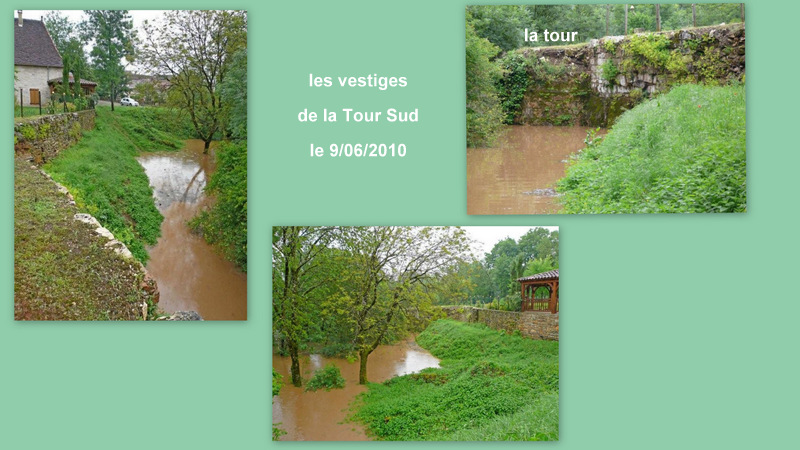 les vestiges
de la Tour Sud
le 9/06/2010
la tour